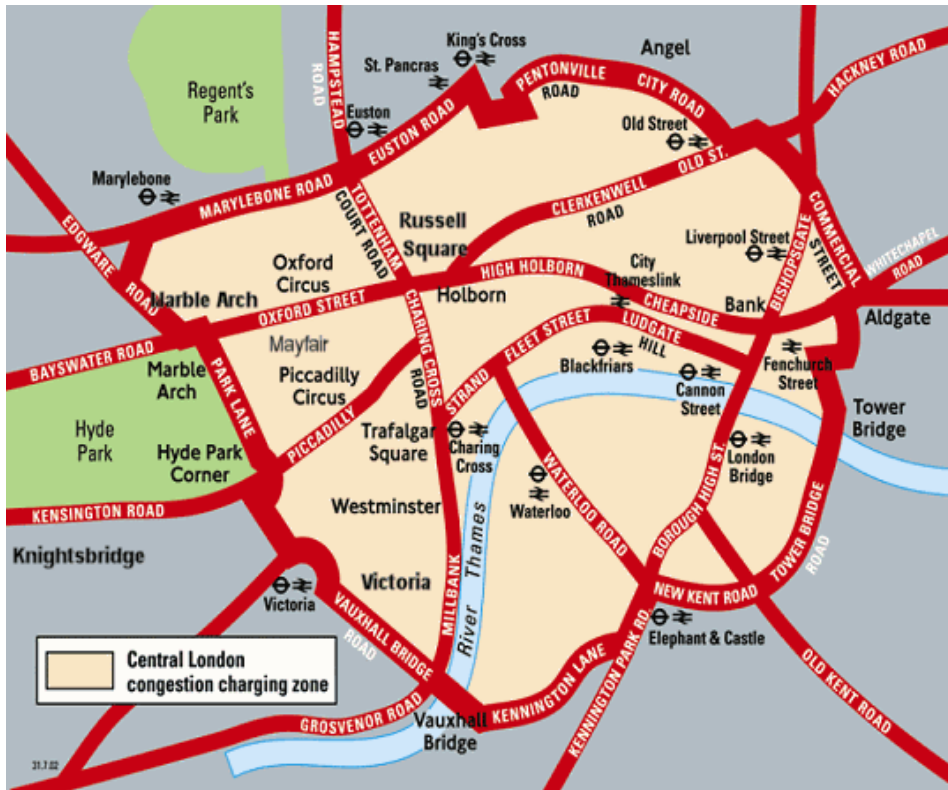 King's Cross
Angel
HACKNEY ROAD
HAMPSTEAD
ROAD
St. Pancras
PENTONVILLE
ROAD
CITY ROAD
Regent's
Park
Euston
EUSTON ROAD
Old Street
OLD ST.
Marylebone
MARYLEBONE ROAD
TOTTENHAM
COURT ROAD
CLERKENWELL
ROAD
COMMERCIAL
STREET
EDGWARE
ROAD
Russell
Square
Liverpool Street
BISHOPSGATE
WHITECHAPEL
ROAD
Oxford
Circus
HIGH HOLBORN
City
Thameslink
Marble Arch
OXFORD STREET
Holborn
CHEAPSIDE
Bank
Aldgate
CHARING CROSS
ROAD
FLEET STREET
LUDGATE
HILL
BAYSWATER ROAD
Mayfair
Marble
Arch
PARK LANE
Piccadilly
Circus
STRAND
Blackfriars
Cannon
Street
Fenchurch
Street
Hyde
Park
Hyde Park
Corner
PICCADILLY
Trafalgar
Square
Charing
Cross
Tower
Bridge
London
Bridge
KENSINGTON ROAD
Westminster
Waterloo
WATERLOO ROAD
BOROUGH HIGH ST.
TOWER BRIDGE
ROAD
Knightsbridge
River Thames
Victoria
Victoria
MILLBANK
NEW KENT ROAD
VAUXHALL BRIDGE
ROAD
Elephant & Castle
Central London
congestion charging zone
KENNINGTON LANE
KENNINGTON PARK RD.
OLD KENT ROAD
GROSVENOR ROAD
Vauxhall
Bridge
31.7.02